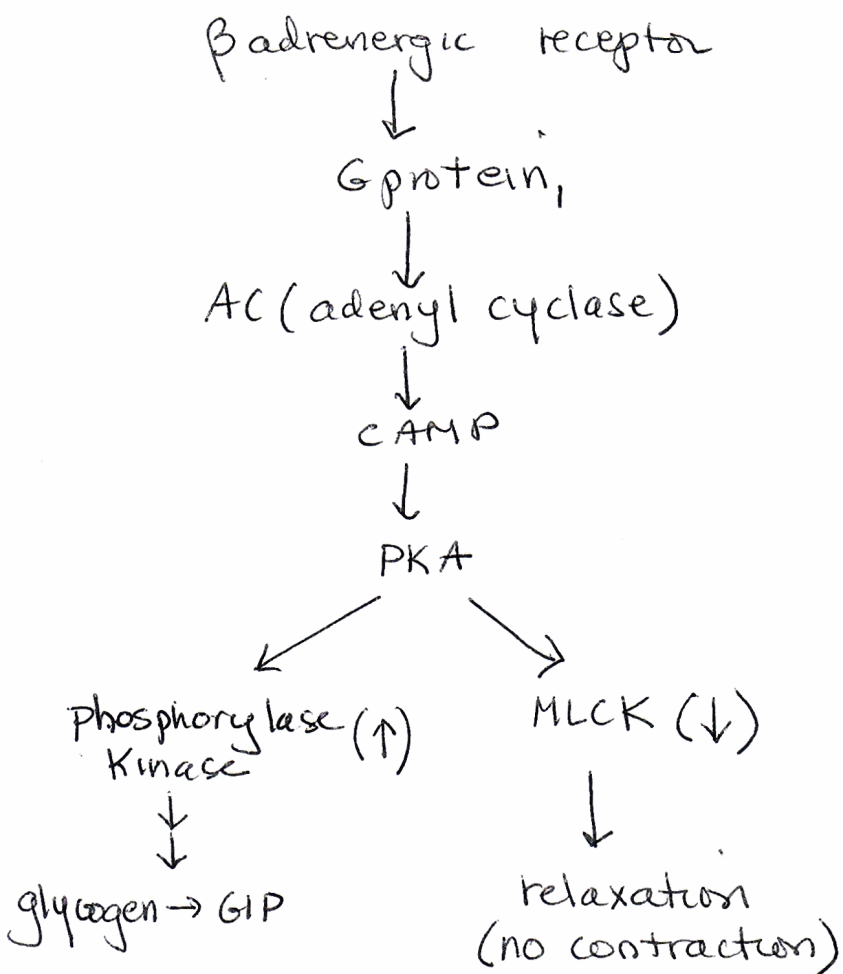 β adrenergic receptor
G protein,
AC (adenyl cyclase)
CAMP
PKA
phosphorylase (↑)
Kinase
MLCK (↓)
glycogen → G1P
relaxation
(no contraction)